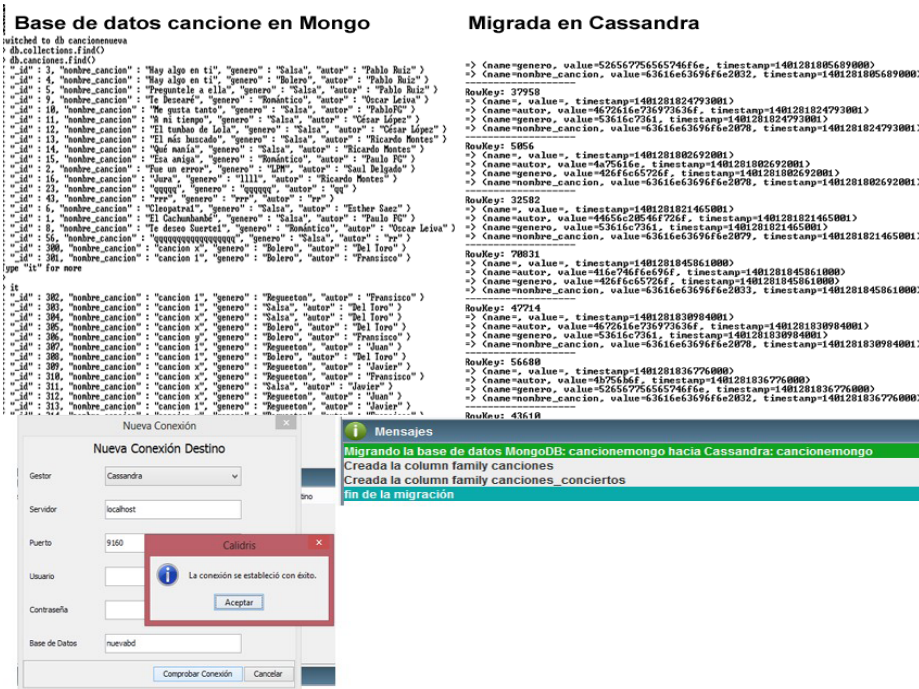 Base de datos cancione en Mongo
switched to db cancionenueva
> db.collections.find()
> db.canciones.find()
"_id" : 3, "nombre_cancion" : "Hay algo en ti", "genero" : "Salsa", "autor" : "Pablo Ruiz" }
"_id" : 4, "nombre_cancion" : "Hay algo en ti", "genero" : "Bolero", "autor" : "Pablo Ruiz" }
"_id" : 5, "nombre_cancion" : "Preguntele a ella", "genero" : "Salsa", "autor" : "Pablo Ruiz" }
"_id" : 9, "nombre_cancion" : "Te Desearé", "genero" : "Romántico", "autor" : "Oscar Leiva" }
"_id" : 10, "nombre_cancion" : "Me gusta tanto", "genero" : "Salsa", "autor" : "PabloFG" }
"_id" : 11, "nombre_cancion" : "A mi tiempo", "genero" : "Salsa", "autor" : "César López" }
"_id" : 12, "nombre_cancion" : "El tumbao de Lola", "genero" : "Salsa", "autor" : "César López" }
"_id" : 13, "nombre_cancion" : "El más buscado", "genero" : "Salsa", "autor" : "Ricardo Montes" }
"_id" : 14, "nombre_cancion" : "Qué manía", "genero" : "Salsa", "autor" : "Ricardo Montes" }
"_id" : 15, "nombre_cancion" : "Esa amiga", "genero" : "Romántico", "autor" : "Paulo FG" }
"_id" : 2, "nombre_cancion" : "Fue un error", "genero" : "LPM", "autor" : "Saul Delgado" }
"_id" : 16, "nombre_cancion" : "Jura", "genero" : "llll", "autor" : "Ricardo Montes" }
"_id" : 23, "nombre_cancion" : "qqqqq", "genero" : "qqqqqq", "autor" : "qq" }
"_id" : 43, "nombre_cancion" : "rrr", "genero" : "rrr", "autor" : "rr" }
"_id" : 6, "nombre_cancion" : "Cleopatra1", "genero" : "Salsa", "autor" : "Esther Saez" }
"_id" : 1, "nombre_cancion" : "El Cachumbambé", "genero" : "Salsa", "autor" : "Paulo FG" }
"_id" : 8, "nombre_cancion" : "Te deseo Suerte1", "genero" : "Romántico", "autor" : "Oscar Leiva" }
"_id" : 56, "nombre_cancion" : "genero" : "Salsa", "autor" : "rr" }
"_id" : 300, "nombre_cancion" : "cancion x", "genero" : "Bolero", "autor" : "Del Toro" }
"_id" : 301, "nombre_cancion" : "cancion 1", "genero" : "Bolero", "autor" : "Fransisco" }
ype "it" for more
it
"_id" : 302, "nombre_cancion" : "cancion 1", "genero" : "Regueeton", "autor" : "Fransisco" }
"_id" : 303, "nombre_cancion" : "cancion x", "genero" : "Salsa", "autor" : "Del Toro" }
"_id" : 304, "nombre_cancion" : "cancion x", "genero" : "Salsa", "autor" : "Del Toro" }
"_id" : 305, "nombre_cancion" : "cancion x", "genero" : "Bolero", "autor" : "Del Toro" }
"_id" : 306, "nombre_cancion" : "cancion y", "genero" : "Bolero", "autor" : "Fransisco" }
"_id" : 307, "nombre_cancion" : "cancion 1", "genero" : "Regueeton", "autor" : "Juan" }
"_id" : 308, "nombre_cancion" : "cancion 1", "genero" : "Bolero", "autor" : "Del Toro" }
"_id" : 309, "nombre_cancion" : "cancion x", "genero" : "Regueeton", "autor" : "Javier" }
"_id" : 310, "nombre_cancion" : "cancion x", "genero" : "Regueeton", "autor" : "Fransisco" }
"_id" : 311, "nombre_cancion" : "cancion x", "genero" : "Salsa", "autor" : "Javier" }
"_id" : 312, "nombre_cancion" : "cancion x", "genero" : "Regueeton", "autor" : "Juan" }
"_id" : 313, "nombre_cancion" : "cancion 1", "genero" : "Regueeton", "autor" : "Javier" }
Migrada en Cassandra
=> (name=genero, value=526567756565746f6e, timestamp=1401281805689000)
=> (name=nombre_cancion, value=63616e63696f6e2032, timestamp=1401281805689000)
RowKey: 37958
=> (name=, value=, timestamp=1401281824793001)
=> (name=autor, value=4672616e736973636f, timestamp=1401281824793001)
=> (name=genero, value=53616c7361, timestamp=1401281824793001)
=> (name=nombre_cancion, value=63616e63696f6e2078, timestamp=1401281824793001)
RowKey: 5056
=> (name=, value=, timestamp=1401281802692001)
=> (name=autor, value=4a75616e, timestamp=1401281802692001)
=> (name=genero, value=426f6c65726f, timestamp=1401281802692001)
=> (name=nombre_cancion, value=63616e63696f6e2078, timestamp=1401281802692001)
RowKey: 32582
=> (name=, value=, timestamp=1401281821465001)
=> (name=autor, value=44656c20546f726f, timestamp=1401281821465001)
=> (name=genero, value=53616c7361, timestamp=1401281821465001)
=> (name=nombre_cancion, value=63616e63696f6e2079, timestamp=1401281821465001)
RowKey: 70831
=> (name=, value=, timestamp=1401281845861000)
=> (name=autor, value=416e746f6e696f, timestamp=1401281845861000)
=> (name=genero, value=426f6c65726f, timestamp=1401281845861000)
=> (name=nombre_cancion, value=63616e63696f6e2033, timestamp=1401281845861000)
RowKey: 47714
=> (name=, value=, timestamp=1401281830984001)
=> (name=autor, value=4672616e736973636f, timestamp=1401281830984001)
=> (name=genero, value=53616c7361, timestamp=1401281830984001)
=> (name=nombre_cancion, value=63616e63696f6e2078, timestamp=1401281830984001)
RowKey: 56680
=> (name=, value=, timestamp=1401281836776000)
=> (name=autor, value=4b756b6f, timestamp=1401281836776000)
=> (name=genero, value=526567756565746f6e, timestamp=1401281836776000)
=> (name=nombre_cancion, value=63616e63696f6e2032, timestamp=1401281836776000)
RowKey: 43610
Nueva Conexión
Nueva Conexión Destino
Gestor
Cassandra
Servidor
localhost
Puerto
9160
Usuario
Contraseña
Base de Datos
nuevabd
Comprobar Conexión
Cancelar
tino
Calidris
La conexión se estableció con éxito.
Aceptar
Mensajes
Migrando la base de datos MongoDB: cancionemongo hacia Cassandra: cancionemongo
Creada la column family canciones
Creada la column family canciones_conciertos
fin de la migración